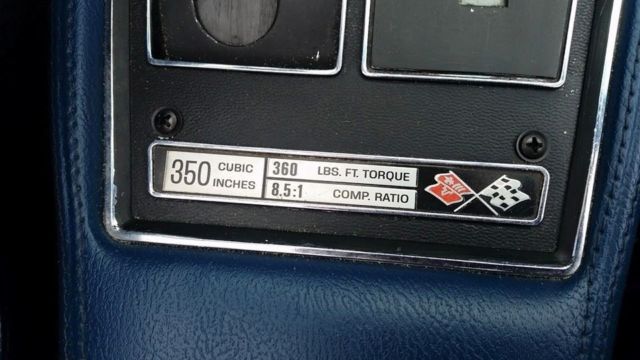 350 CUBIC INCHES
360 LBS. FT. TORQUE
8.5:1 COMP. RATIO